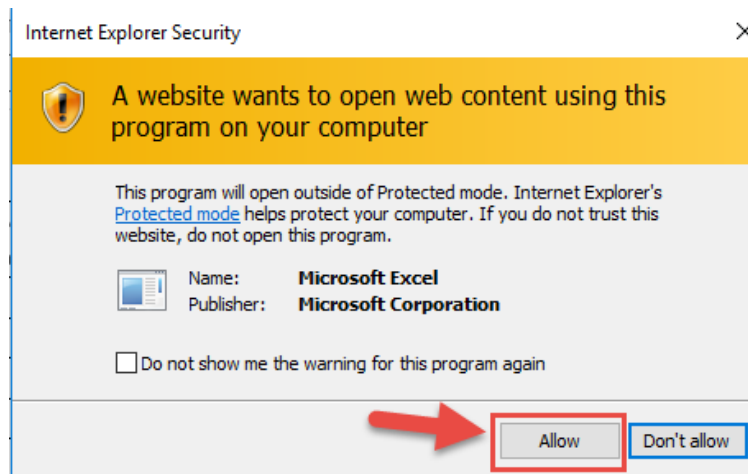 Internet Explorer Security
A website wants to open web content using this
program on your computer
This program will open outside of Protected mode. Internet Explorer's
Protected mode helps protect your computer. If you do not trust this
website, do not open this program.
Name: Microsoft Excel
Publisher: Microsoft Corporation
Do not show me the warning for this program again
Allow Don't allow